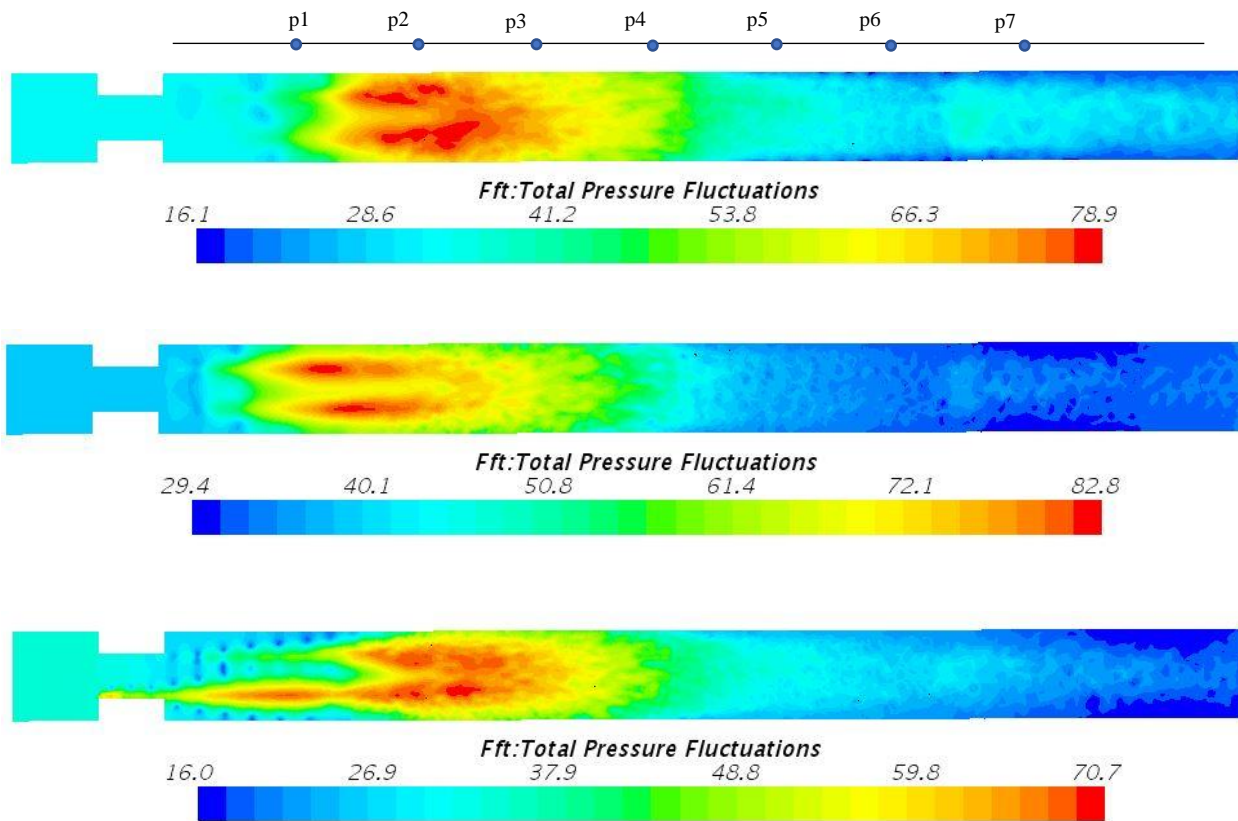 p1 p2 p3 p4 p5 p6 p7
Fft:Total Pressure Fluctuations
16.1 28.6 41.2 53.8 66.3 78.9
Fft:Total Pressure Fluctuations
29.4 40.1 50.8 61.4 72.1 82.8
Fft:Total Pressure Fluctuations
16.0 26.9 37.9 48.8 59.8 70.7